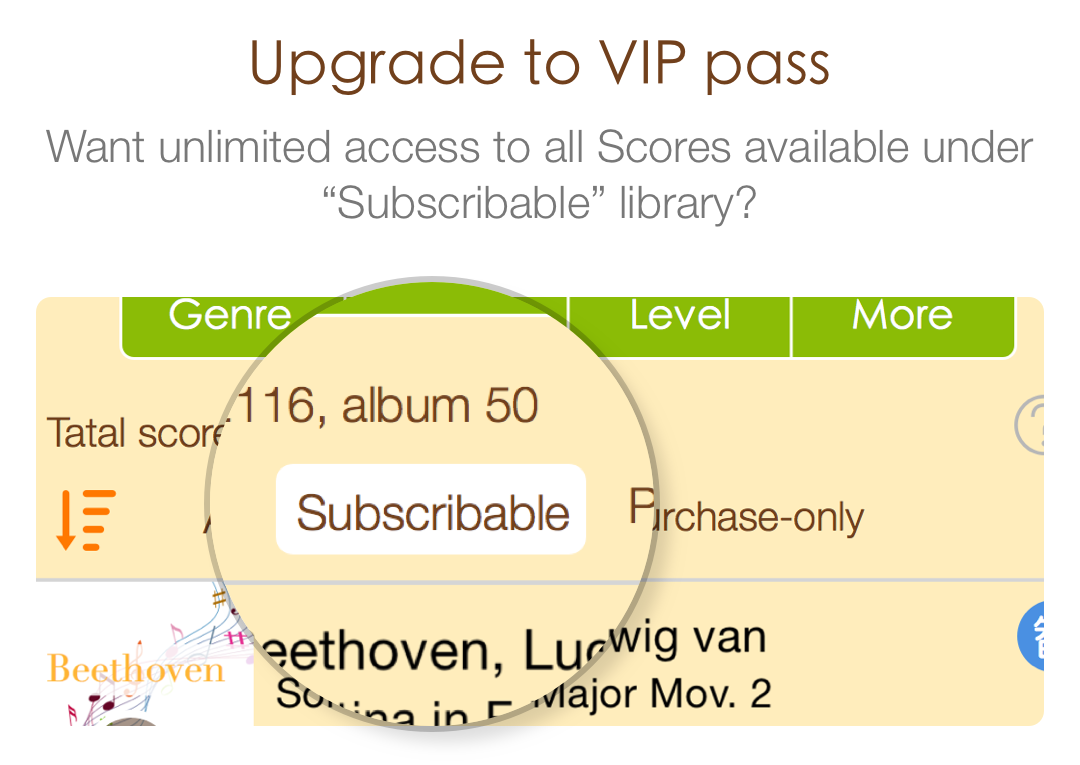 Upgrade to VIP pass
Want unlimited access to all Scores available under
“Subscribable” library?
Genre Level More
116, album 50
Tatal score
Subscribable Purchase-only
Beethoven
eethoven, Ludwig van
Major Mov. 2
ina in F